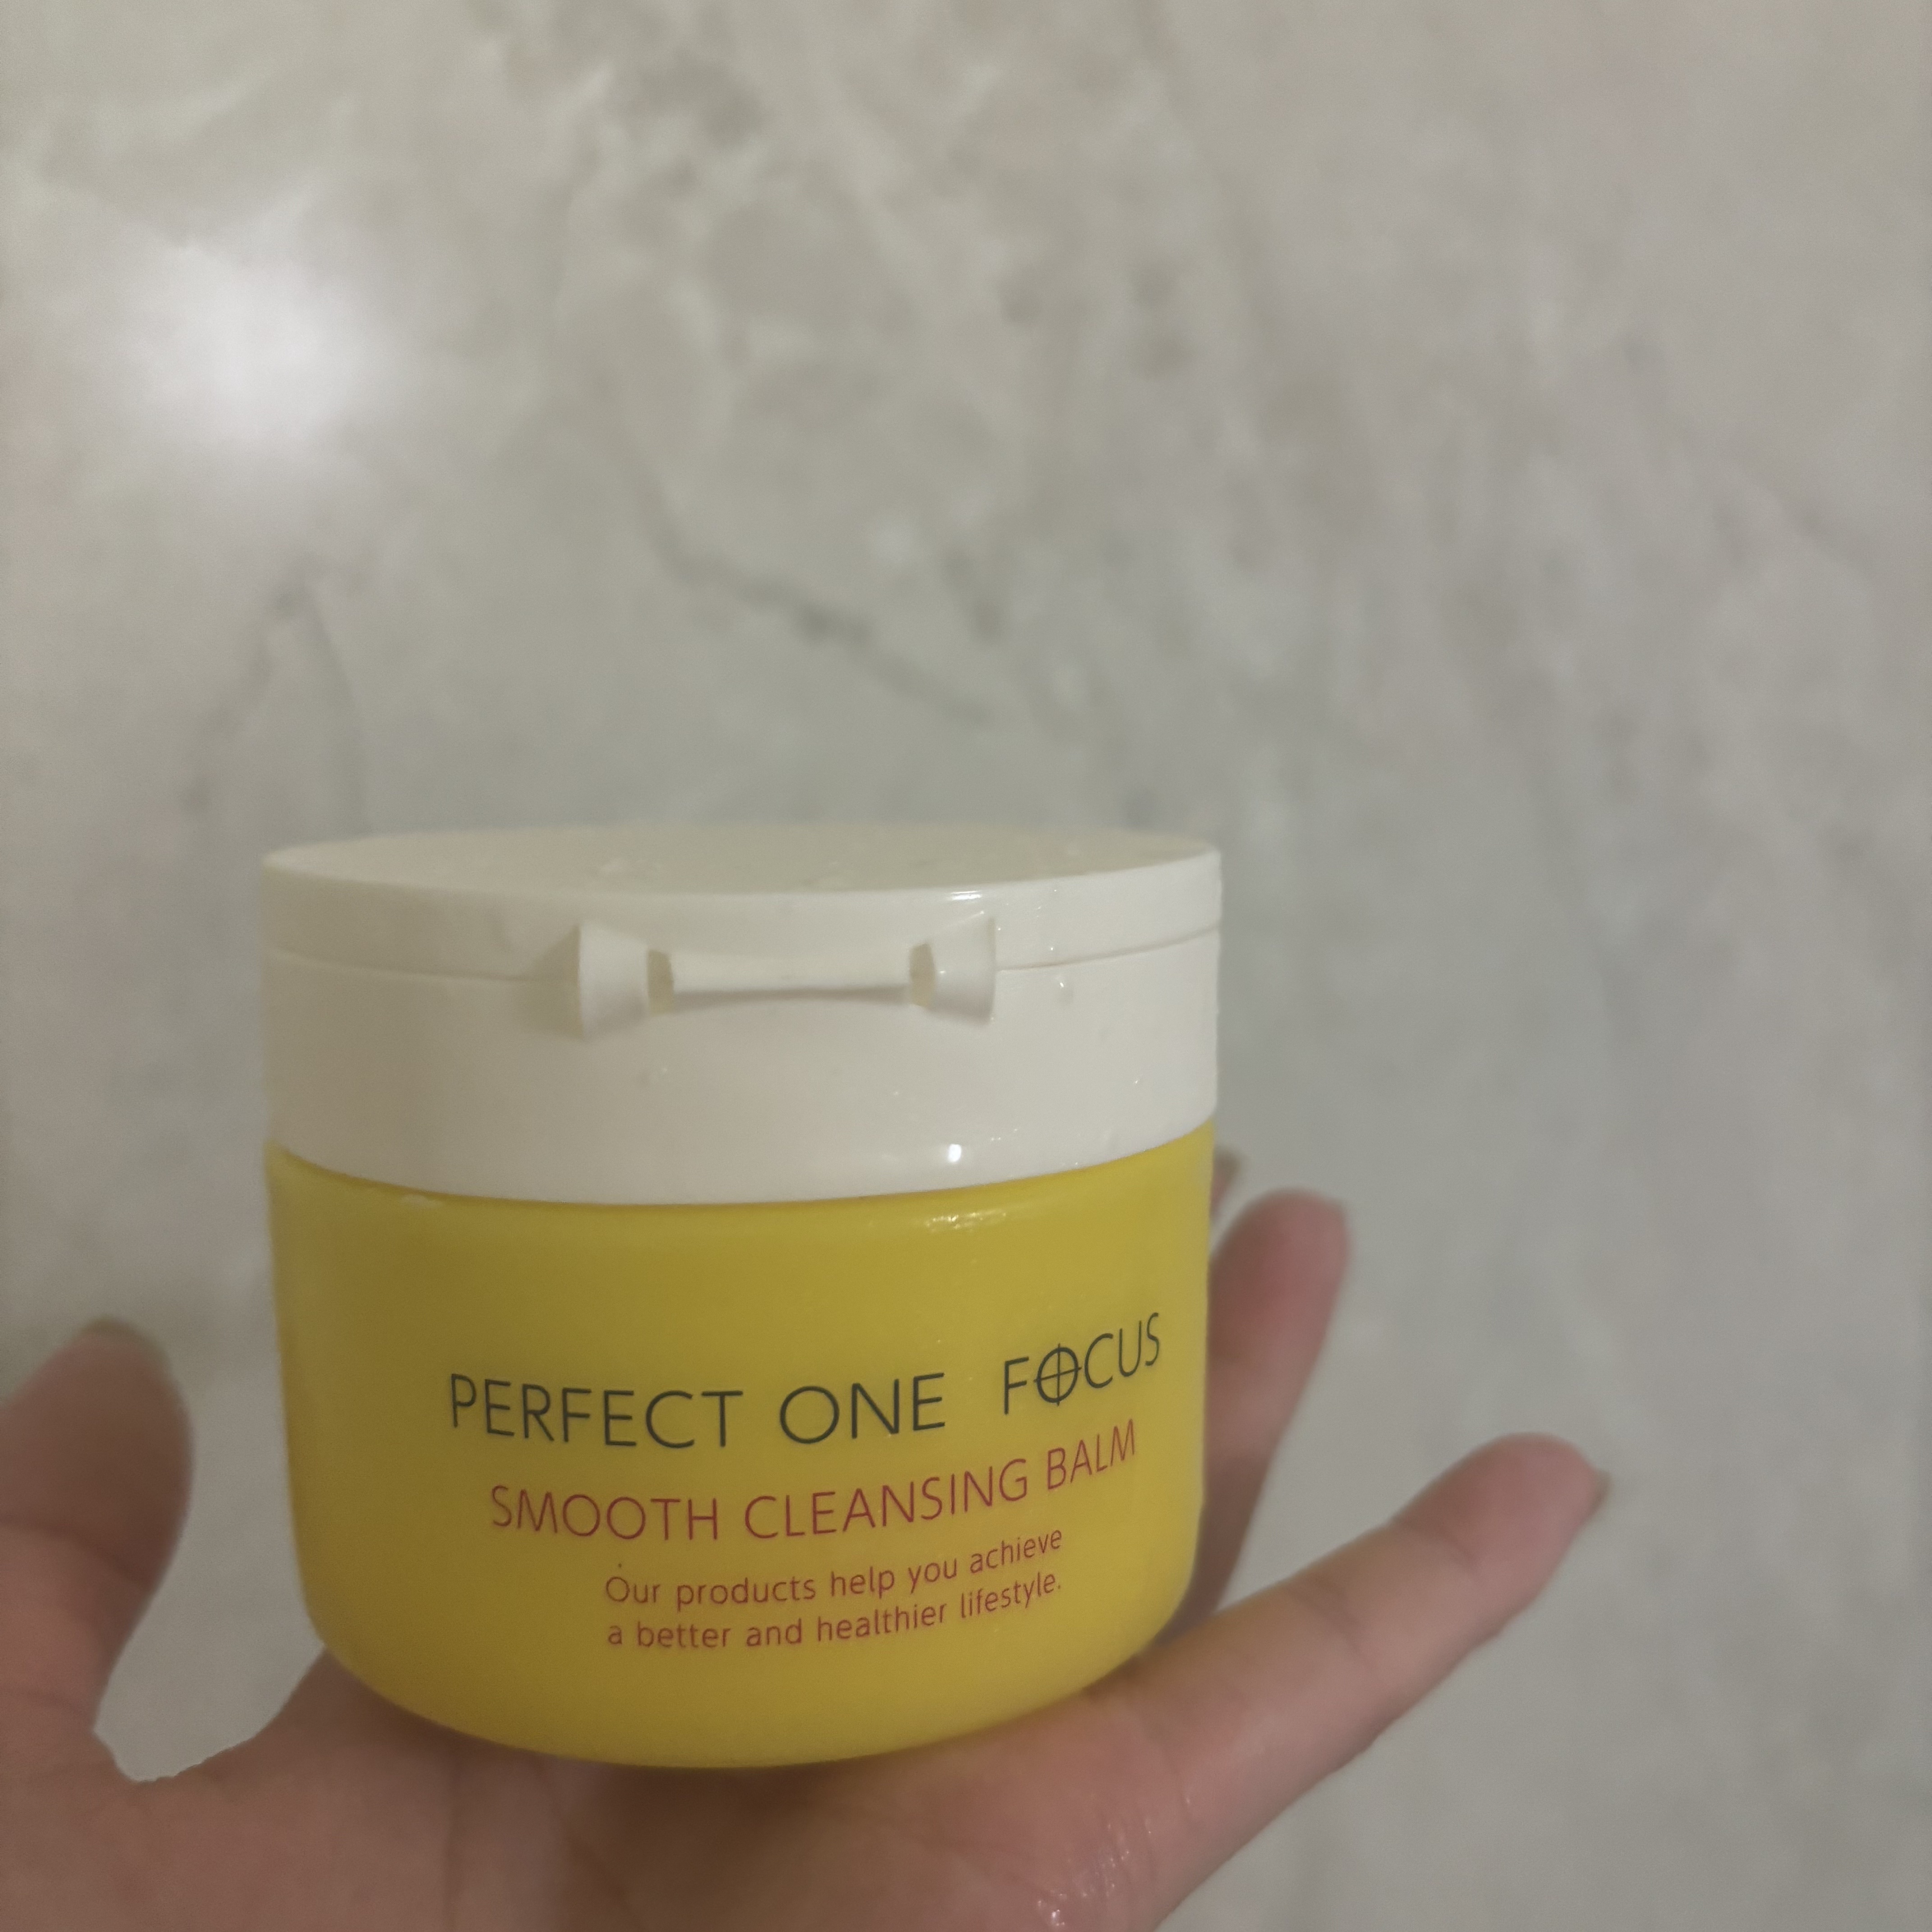 PERFECT ONE FOCUS
SMOOTH CLEANSING BALM
Our products help you achieve
a better and healthier lifestyle.